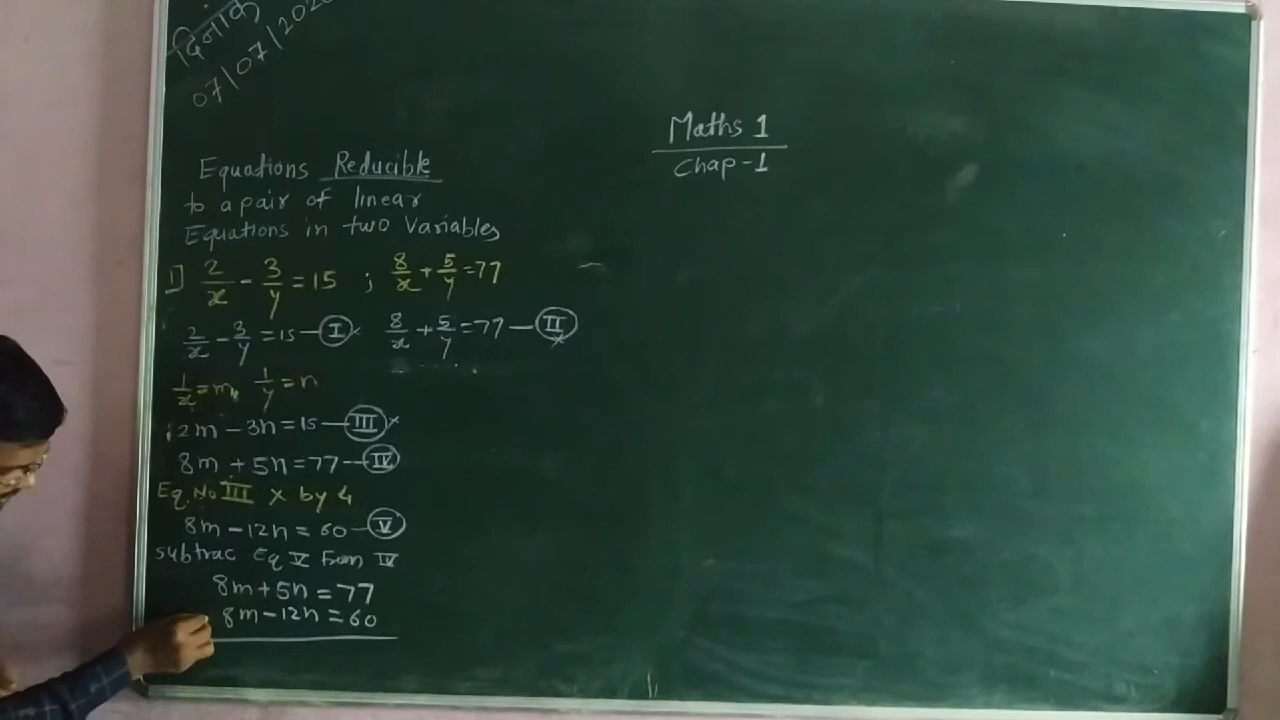 दिनांक
07/07/202
Maths 1
Chap-1
Equations Reducible
to a pair of linear
Equations in two Variables
1] 2/x - 3/y = 15 ; 8/x + 5/y = 77
2/x - 3/y = 15 — I × 8/x + 5/y = 77 — II ×
1/x = m, 1/y = n
2m - 3n = 15 — III ×
8m + 5n = 77 — IV
Eq. No III × by 4
8m - 12n = 60 — V
subtrac Eq V from IV
8m + 5n = 77
8m - 12n = 60